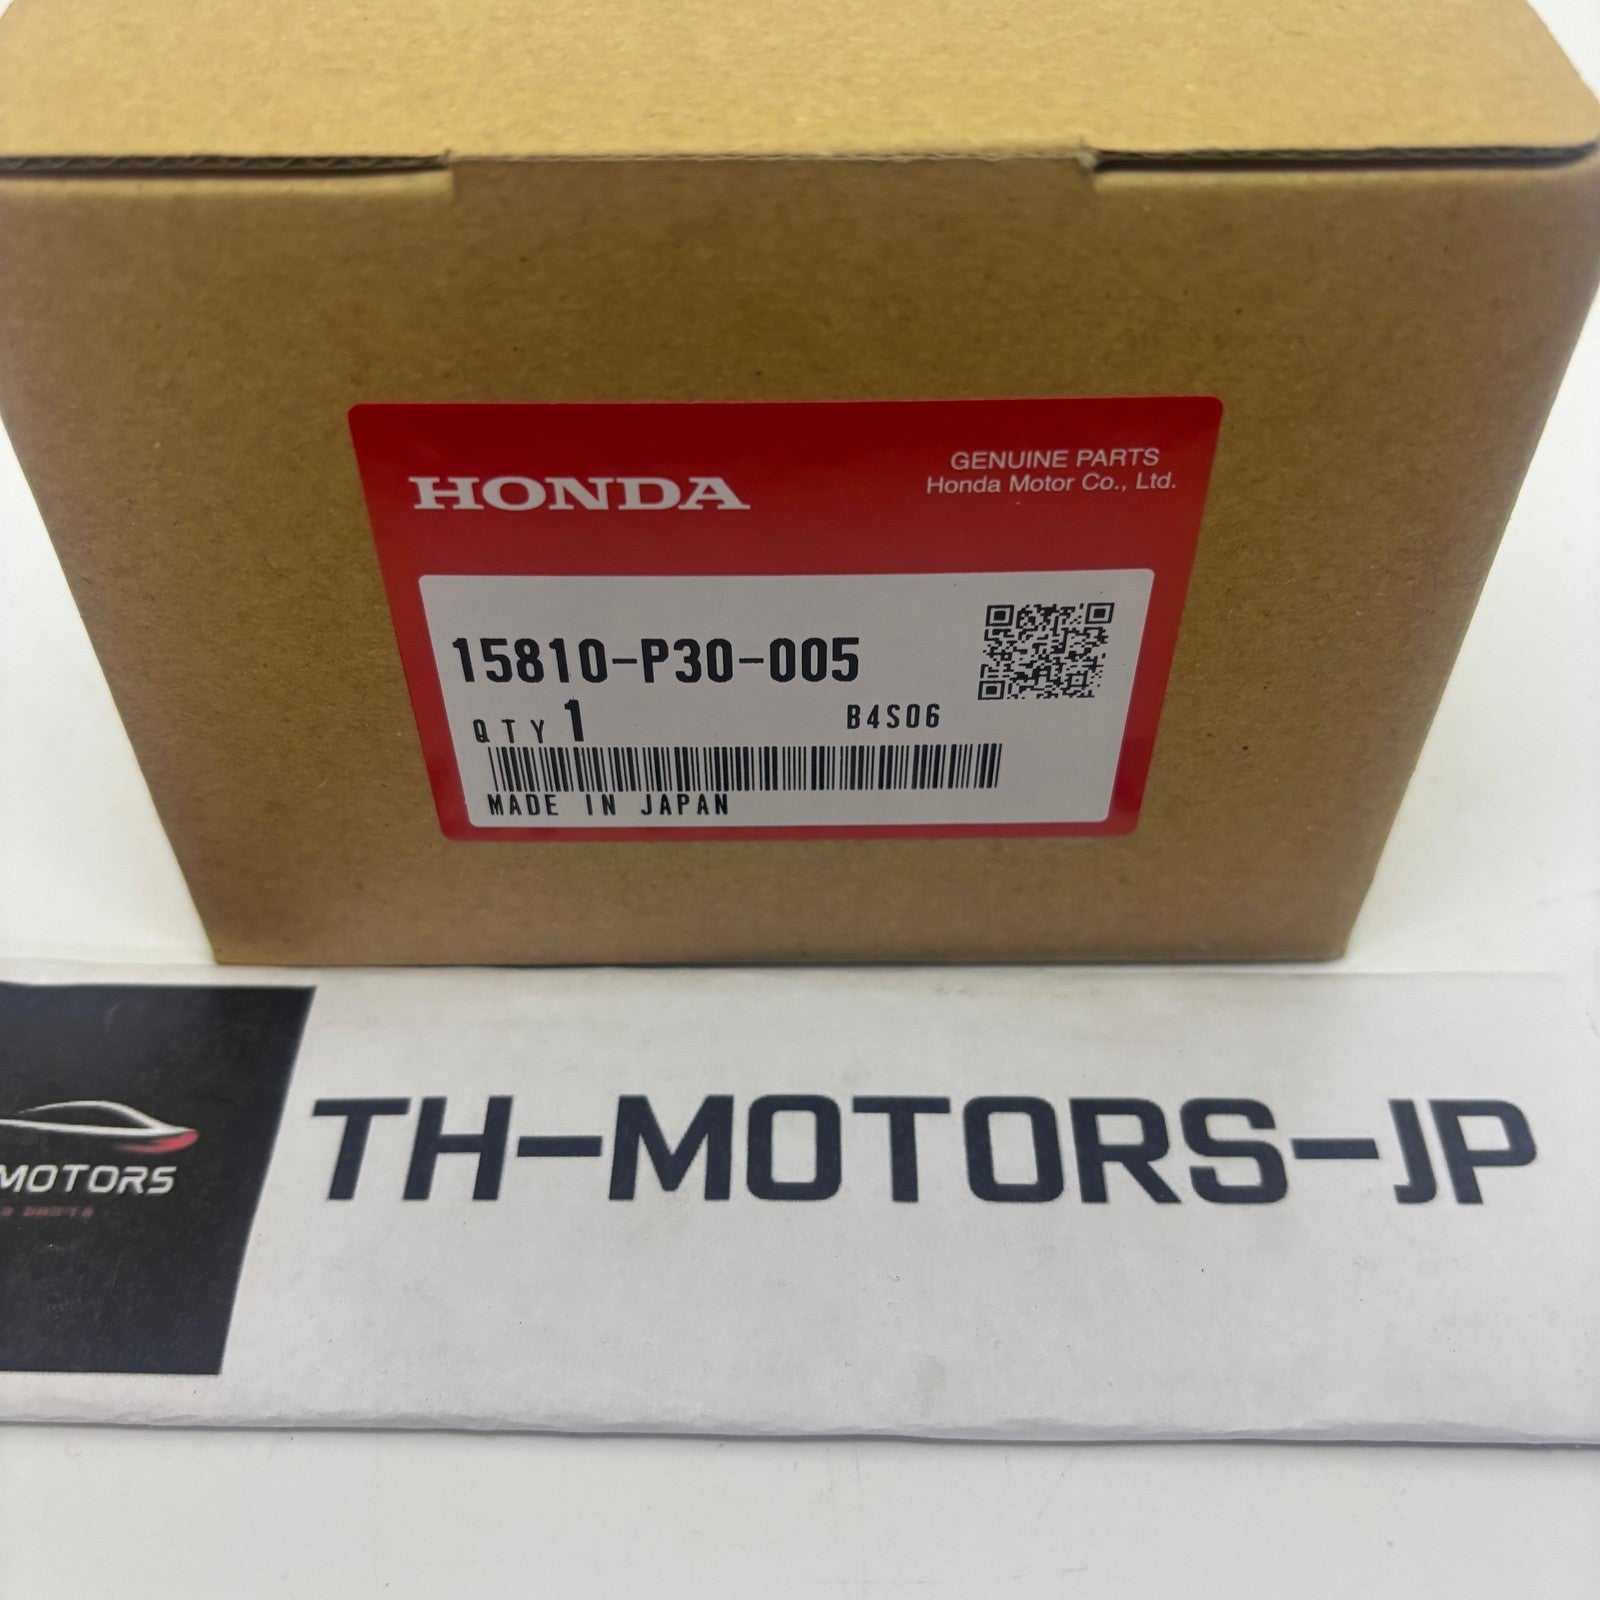 HONDA
GENUINE PARTS
Honda Motor Co., Ltd.
15810-P30-005
QTY 1
B4S06
MADE IN JAPAN
TH-MOTORS-JP
MOTORS